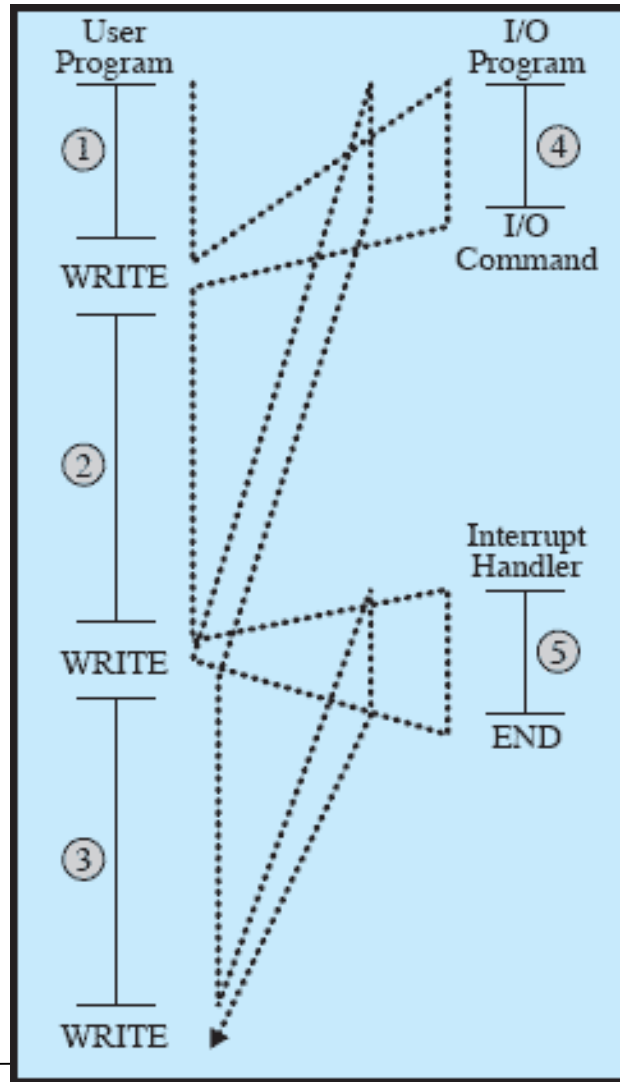 User
Program
1
WRITE
2
WRITE
3
WRITE
I/O
Program
4
I/O
Command
Interrupt
Handler
5
END